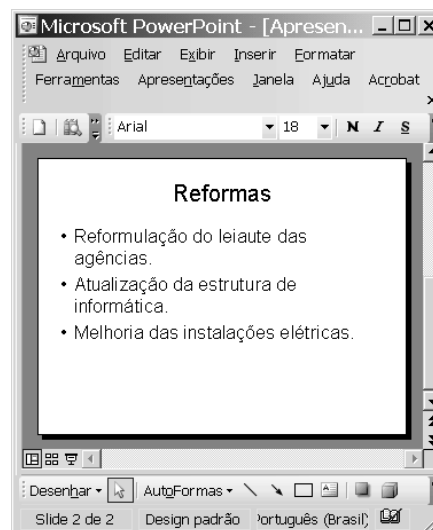 Microsoft PowerPoint - [Apresen...
Arquivo Editar Exibir Inserir Formatar
Ferramentas Apresentações Janela Ajuda Acrobat
Arial 18 N I S
Reformas
• Reformulação do leiaute das
agências.
• Atualização da estrutura de
informática.
• Melhoria das instalações elétricas.
Desenhar AutoFormas
Slide 2 de 2 Design padrão Português (Brasil)